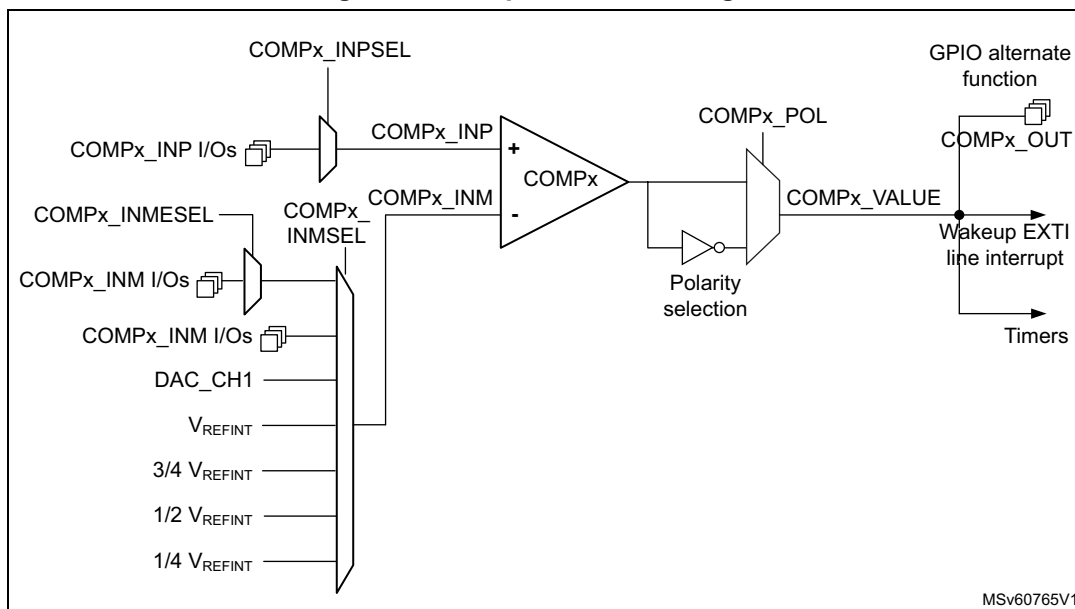 COMPx_INPSEL
GPIO alternate
function
COMPx_POL
COMPx_INP I/Os
COMPx_INP
+
COMPx_OUT
COMPx
COMPx_INMESEL
COMPx_
INMSEL
COMPx_INM
-
COMPx_VALUE
Wakeup EXTI
line interrupt
COMPx_INM I/Os
Polarity
selection
COMPx_INM I/Os
Timers
DAC_CH1
VREFINT
3/4 VREFINT
1/2 VREFINT
1/4 VREFINT
MSv60765V1